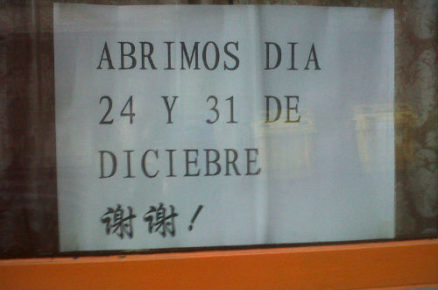 ABRIMOS DIA
24 Y 31 DE
DICIEBRE
谢谢！